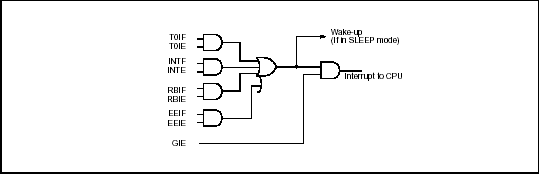 T0IF
T0IE
INTF
INTE
RBIF
RBIE
EEIF
EEIE
GIE
Wake-up
(If in SLEEP mode)
Interrupt to CPU